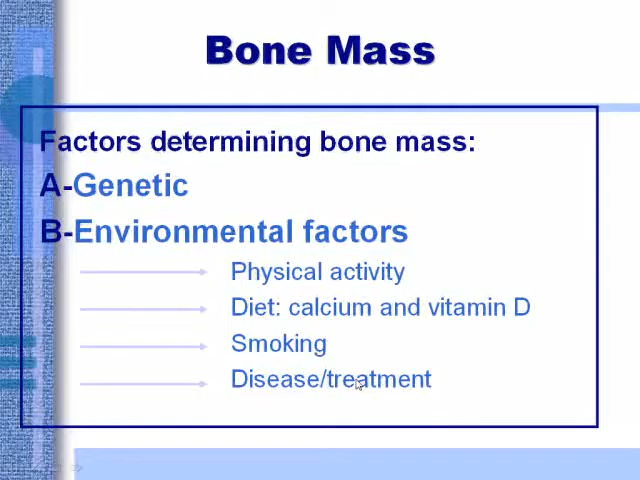 Bone Mass
Factors determining bone mass:
A-Genetic
B-Environmental factors
Physical activity
Diet: calcium and vitamin D
Smoking
Disease/treatment